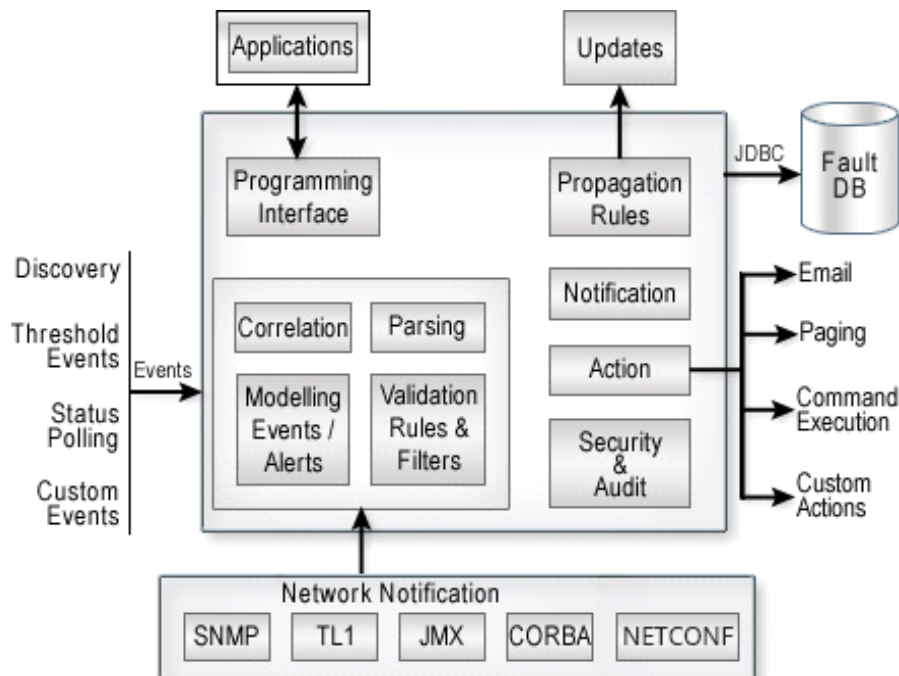 Applications
Updates
Programming
Interface
Propagation
Rules
JDBC
Fault
DB
Discovery
Threshold
Events
Status
Polling
Custom
Events
Events
Correlation
Parsing
Modelling
Events /
Alerts
Validation
Rules &
Filters
Notification
Action
Security
&
Audit
Email
Paging
Command
Execution
Custom
Actions
Network Notification
SNMP
TL1
JMX
CORBA
NETCONF